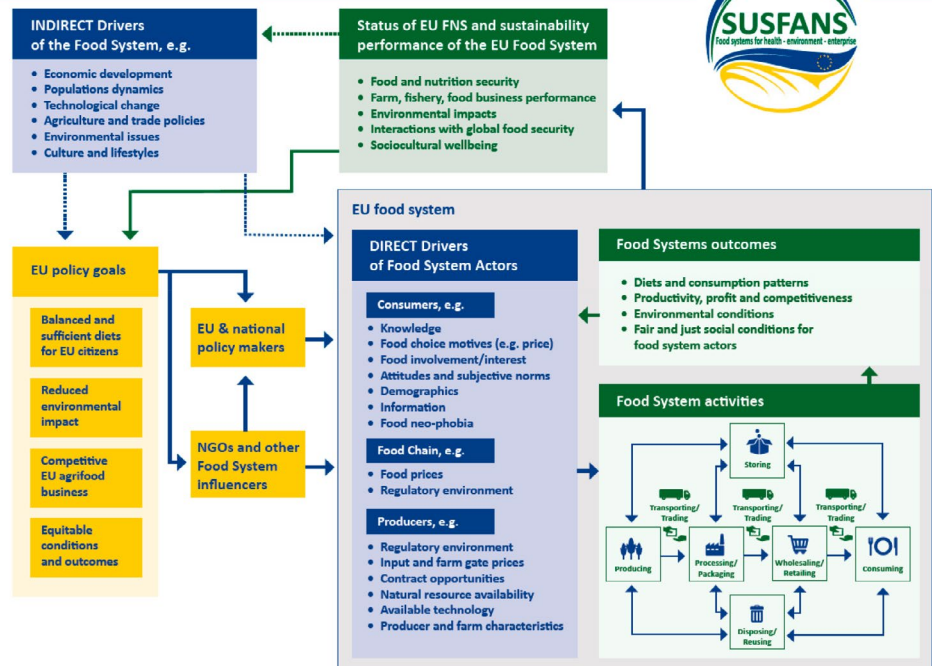 INDIRECT Drivers
of the Food System, e.g.
• Economic development
• Populations dynamics
• Technological change
• Agriculture and trade policies
• Environmental issues
• Culture and lifestyles
Status of EU FNS and sustainability
performance of the EU Food System
• Food and nutrition security
• Farm, fishery, food business performance
• Environmental impacts
• Interactions with global food security
• Sociocultural wellbeing
SUSFANS
Food systems for health - environment - enterprise
EU policy goals
Balanced and
sufficient diets
for EU citizens
Reduced
environmental
impact
Competitive
EU agrifood
business
Equitable
conditions
and outcomes
EU & national
policy makers
NGOs and other
Food System
influencers
EU food system
DIRECT Drivers
of Food System Actors
Consumers, e.g.
• Knowledge
• Food choice motives (e.g. price)
• Food involvement/interest
• Attitudes and subjective norms
• Demographics
• Information
• Food neo-phobia
Food Chain, e.g.
• Food prices
• Regulatory environment
Producers, e.g.
• Regulatory environment
• Input and farm gate prices
• Contract opportunities
• Natural resource availability
• Available technology
• Producer and farm characteristics
Food Systems outcomes
• Diets and consumption patterns
• Productivity, profit and competitiveness
• Environmental conditions
• Fair and just social conditions for
food system actors
Food System activities
Storing
Transporting/
Trading
Transporting/
Trading
Transporting/
Trading
Producing
Processing/
Packaging
Wholesaling/
Retailing
Consuming
Disposing/
Reusing